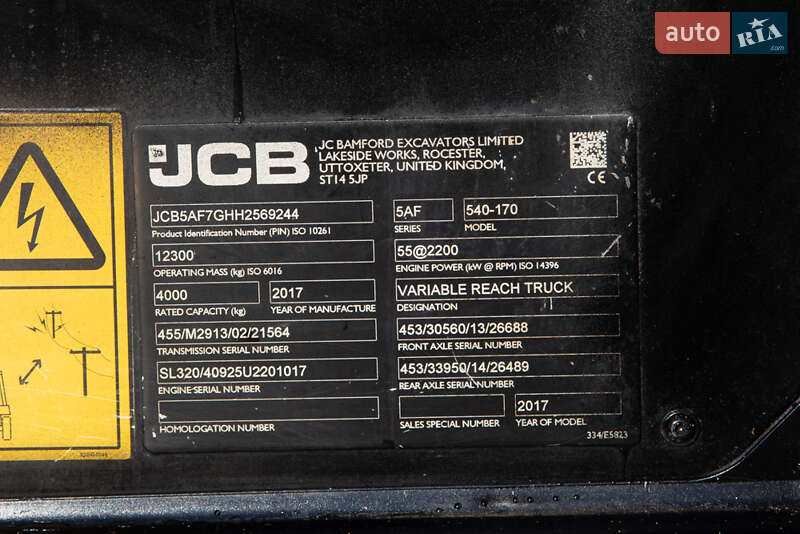 auto RIA .com
JCB
JC BAMFORD EXCAVATORS LIMITED
LAKESIDE WORKS, ROCESTER,
UTTOXETER, UNITED KINGDOM,
ST14 5JP
CE
JCB5AF7GHH2569244
Product Identification Number (PIN) ISO 10261
5AF
SERIES
540-170
MODEL
12300
OPERATING MASS (kg) ISO 6016
55@2200
ENGINE POWER (kW @ RPM) ISO 14396
4000
RATED CAPACITY (kg)
2017
YEAR OF MANUFACTURE
VARIABLE REACH TRUCK
DESIGNATION
455/M2913/02/21564
TRANSMISSION SERIAL NUMBER
453/30560/13/26688
FRONT AXLE SERIAL NUMBER
SL320/40925U2201017
ENGINE SERIAL NUMBER
453/33950/14/26489
REAR AXLE SERIAL NUMBER
HOMOLOGATION NUMBER
SALES SPECIAL NUMBER
2017
YEAR OF MODEL
334/E5823